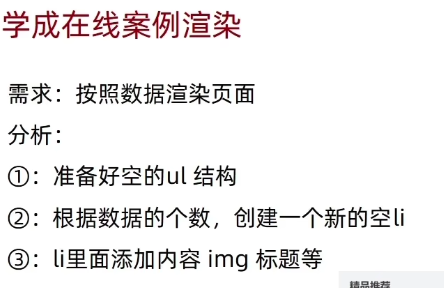 学成在线案例渲染
需求：按照数据渲染页面
分析：
①：准备好空的ul 结构
②：根据数据的个数，创建一个新的空li
③：li里面添加内容 img 标题等
精品推荐